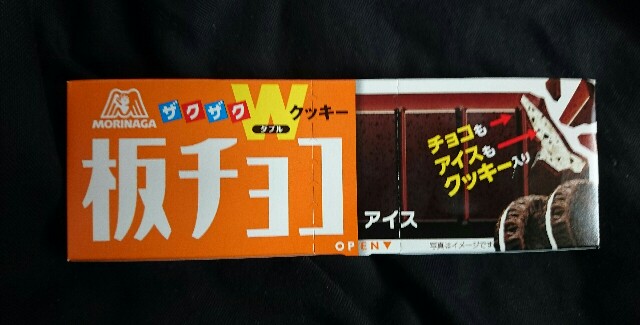 MORINAGA
ザクザクWクッキー
ダブル
板チョコ
アイス
チョコも
アイスも
クッキー入り
OPEN▼
写真はイメージです